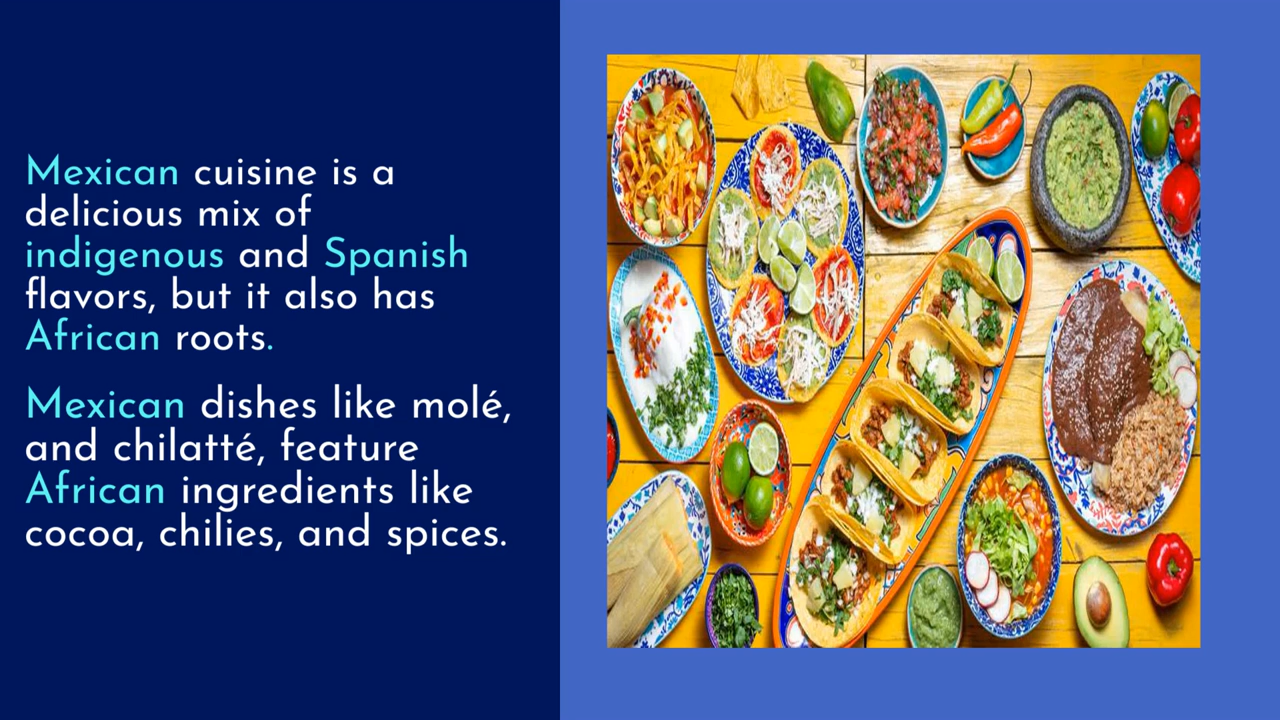 Mexican cuisine is a
delicious mix of
indigenous and Spanish
flavors, but it also has
African roots.
Mexican dishes like molé,
and chilatté, feature
African ingredients like
cocoa, chilies, and spices.